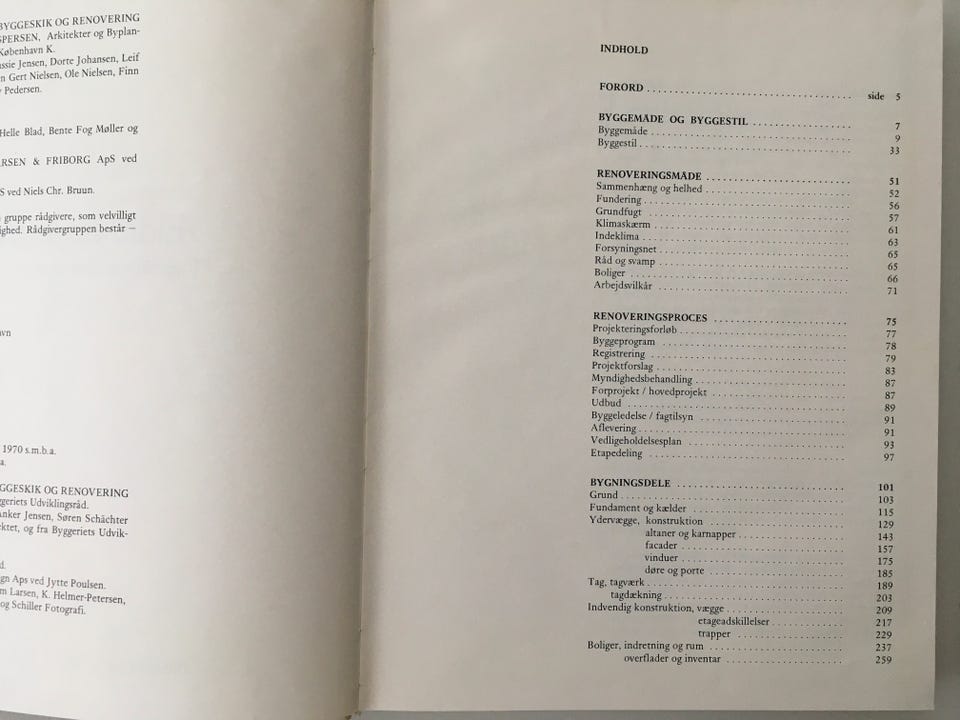 BYGGESKIK OG RENOVERING
PERSEN, Arkitekter og Byplan-
København K.
ssie Jensen, Dorte Johansen, Leif
n Gert Nielsen, Ole Nielsen, Finn
Pedersen.
Helle Blad, Bente Fog Møller og
RSEN & FRIBORG ApS ved
S ved Niels Chr. Bruun.
gruppe rådgivere, som velvilligt
ighed. Rådgivergruppen består —
vn
1970 s.m.b.a.
a.
GGESKIK OG RENOVERING
geriets Udviklingsråd.
nker Jensen, Søren Schächter
ktet, og fra Byggeriets Udvik-
d.
gn Aps ved Jytte Poulsen.
m Larsen, K. Helmer-Petersen,
og Schiller Fotografi.
INDHOLD
FORORD . . . . . . . . . . side 5
BYGGEMÅDE OG BYGGESTIL . . . . . . . . . . 7
Byggemåde . . . . . . . . . . 9
Byggestil . . . . . . . . . . 33
RENOVERINGSMÅDE . . . . . . . . . . 51
Sammenhæng og helhed . . . . . . . . . . 52
Fundering . . . . . . . . . . 56
Grundfugt . . . . . . . . . . 57
Klimaskærm . . . . . . . . . . 61
Indeklima . . . . . . . . . . 63
Forsyningsnet . . . . . . . . . . 65
Råd og svamp . . . . . . . . . . 65
Boliger . . . . . . . . . . 66
Arbejdsvilkår . . . . . . . . . . 71
RENOVERINGSPROCES . . . . . . . . . . 75
Projekteringsforløb . . . . . . . . . . 77
Byggeprogram . . . . . . . . . . 78
Registrering . . . . . . . . . . 79
Projektforslag . . . . . . . . . . 83
Myndighedsbehandling . . . . . . . . . . 87
Forprojekt / hovedprojekt . . . . . . . . . . 87
Udbud . . . . . . . . . . 89
Byggeledelse / fagtilsyn . . . . . . . . . . 91
Aflevering . . . . . . . . . . 91
Vedligeholdelsesplan . . . . . . . . . . 93
Etapedeling . . . . . . . . . . 97
BYGNINGSDELE . . . . . . . . . . 101
Grund . . . . . . . . . . 103
Fundament og kælder . . . . . . . . . . 115
Ydervægge, konstruktion . . . . . . . . . . 129
altaner og karnapper . . . . . . . . . . 143
facader . . . . . . . . . . 157
vinduer . . . . . . . . . . 175
døre og porte . . . . . . . . . . 185
Tag, tagværk . . . . . . . . . . 189
tagdækning . . . . . . . . . . 203
Indvendig konstruktion, vægge . . . . . . . . . . 209
etageadskillelser . . . . . . . . . . 217
trapper . . . . . . . . . . 229
Boliger, indretning og rum . . . . . . . . . . 237
overflader og inventar . . . . . . . . . . 259